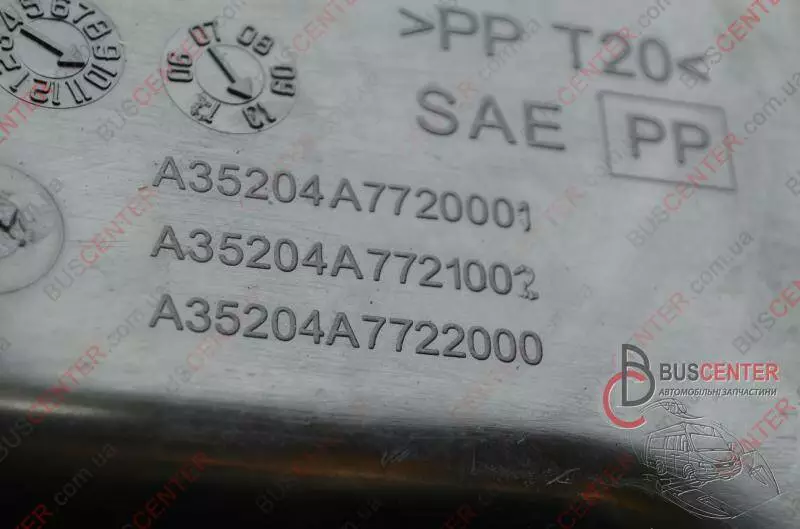 >PP T20<
SAE PP
A35204A7720001
A35204A7721002
A35204A7722000
BUSCENTER
АВТОМОБІЛЬНІ ЗАПЧАСТИНИ